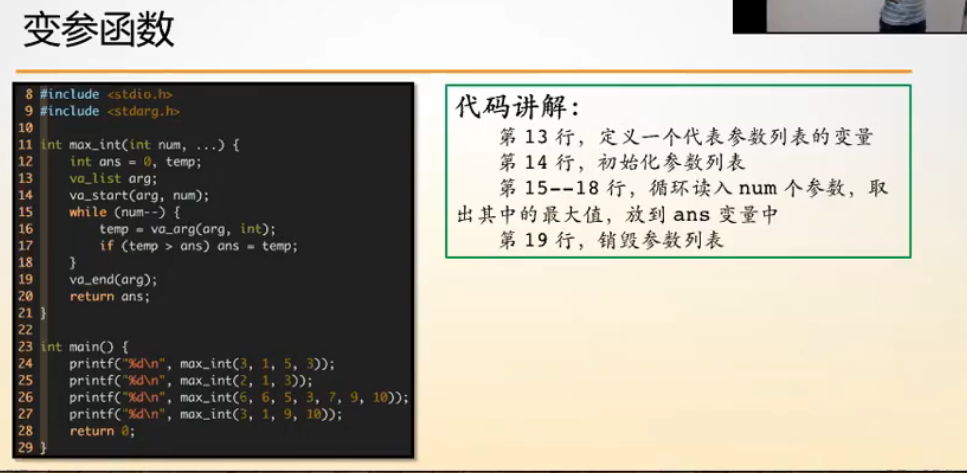 变参函数
8 #include <stdio.h>
9 #include <stdarg.h>
10
11 int max_int(int num, ...) {
12     int ans = 0, temp;
13     va_list arg;
14     va_start(arg, num);
15     while (num--) {
16         temp = va_arg(arg, int);
17         if (temp > ans) ans = temp;
18     }
19     va_end(arg);
20     return ans;
21 }
22
23 int main() {
24     printf("%d\n", max_int(3, 1, 5, 3));
25     printf("%d\n", max_int(2, 1, 3));
26     printf("%d\n", max_int(6, 6, 5, 3, 7, 9, 10));
27     printf("%d\n", max_int(3, 1, 9, 10));
28     return 0;
29 }
代码讲解：
第 13 行，定义一个代表参数列表的变量
第 14 行，初始化参数列表
第 15--18 行，循环读入 num 个参数，取
出其中的最大值，放到 ans 变量中
第 19 行，销毁参数列表